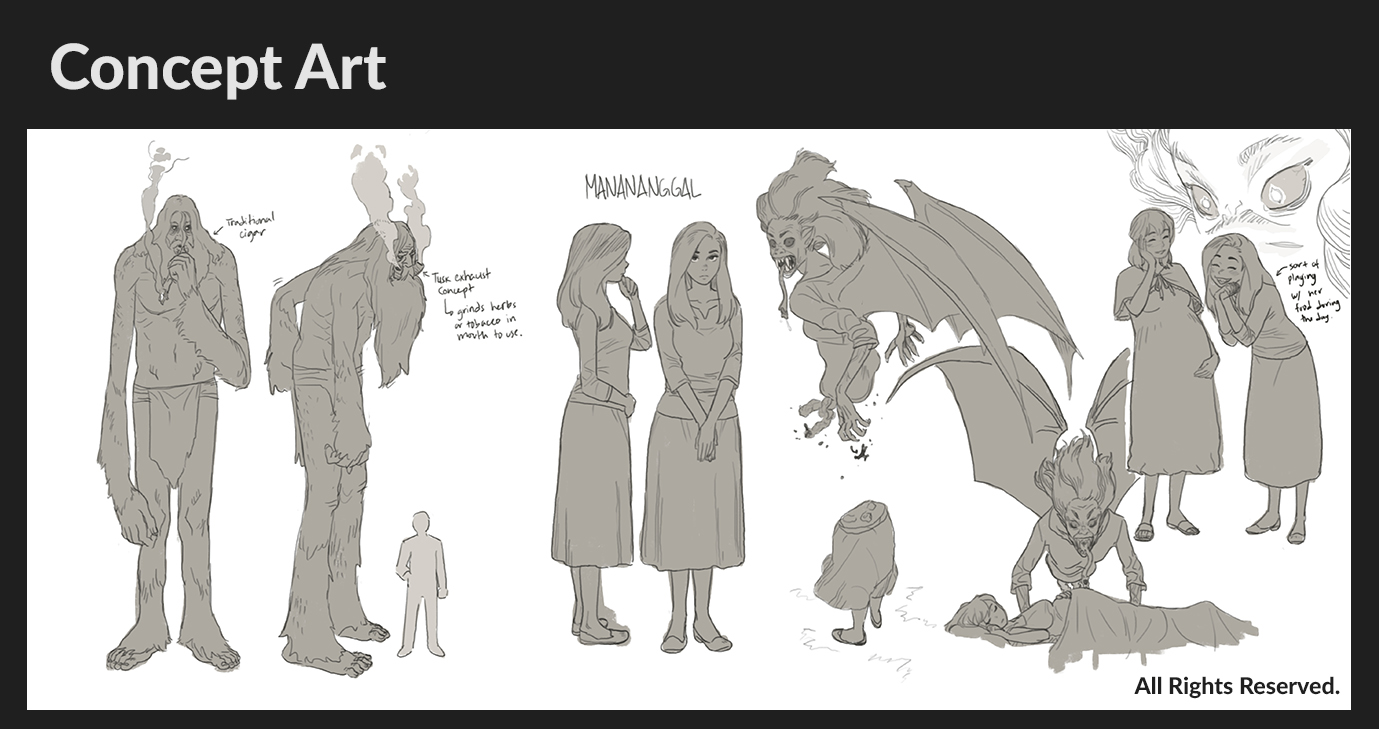 Concept Art
Traditional
cigar
Tusk exhaust
concept
grinds herbs
or tobacco in
mouth to use.
MANANANGGAL
sort of
playing
w/ her
food during
the day.
All Rights Reserved.